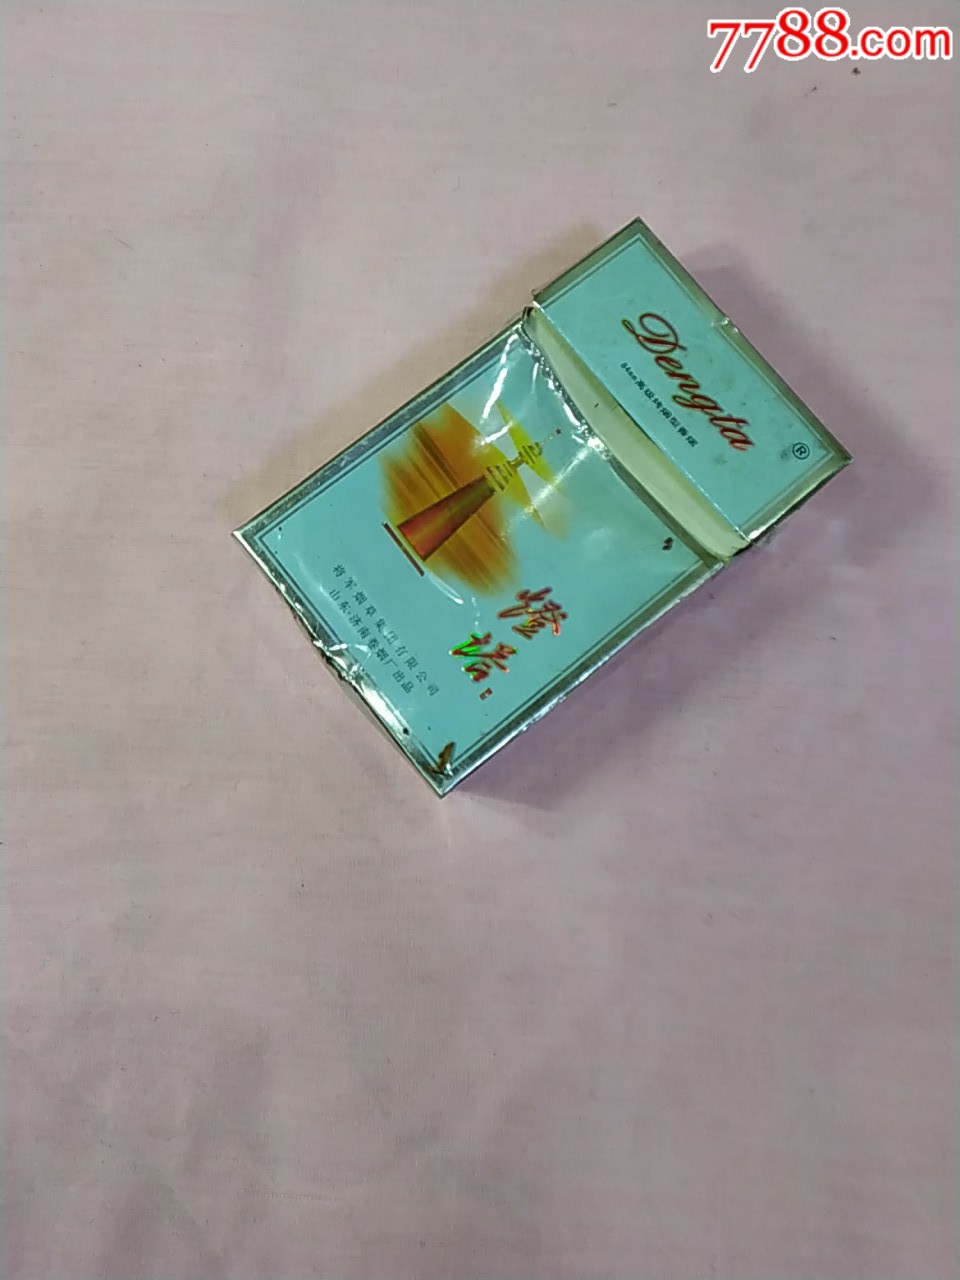 7788.com
Dengta
®
84mm高级烤烟型香烟
燈塔
将军烟草集团有限公司
山东·济南卷烟厂出品